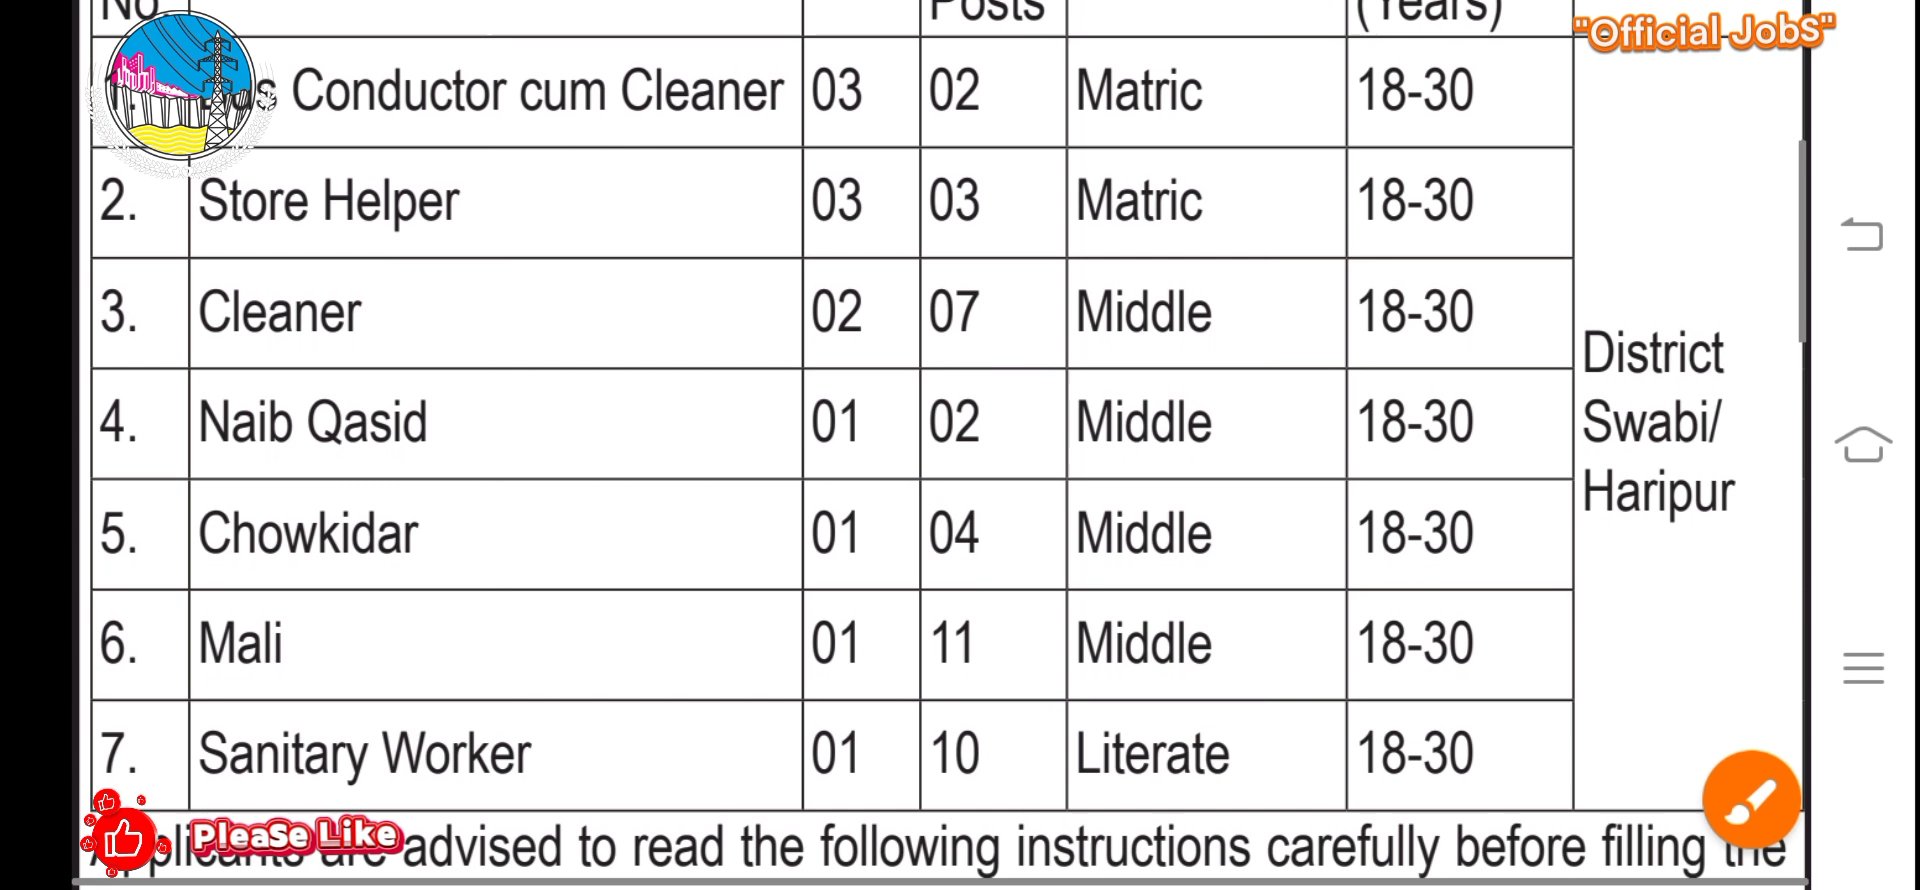 No Posts (Years)
"Official JobS"
Conductor cum Cleaner 03 02 Matric 18-30
2. Store Helper 03 03 Matric 18-30
3. Cleaner 02 07 Middle 18-30
4. Naib Qasid 01 02 Middle 18-30
5. Chowkidar 01 04 Middle 18-30
6. Mali 01 11 Middle 18-30
7. Sanitary Worker 01 10 Literate 18-30
District
Swabi/
Haripur
PleaSe Like
Applicants are advised to read the following instructions carefully before filling the